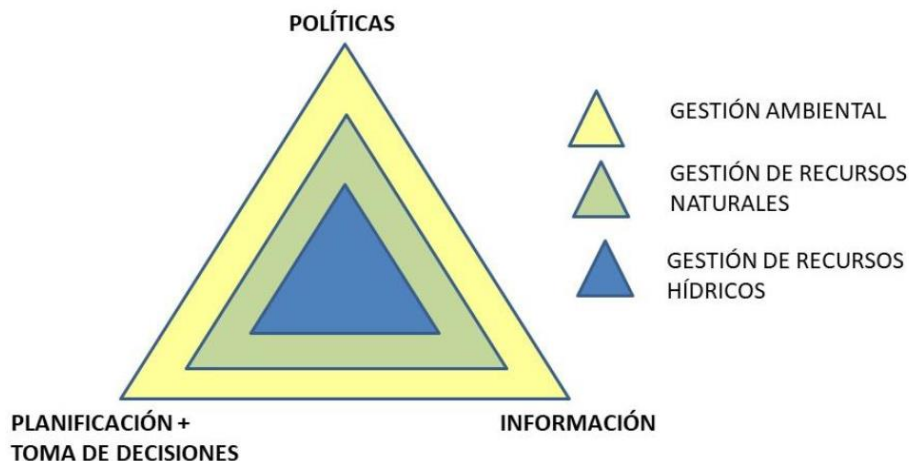 POLÍTICAS
GESTIÓN AMBIENTAL
GESTIÓN DE RECURSOS
NATURALES
GESTIÓN DE RECURSOS
HÍDRICOS
PLANIFICACIÓN +
TOMA DE DECISIONES
INFORMACIÓN